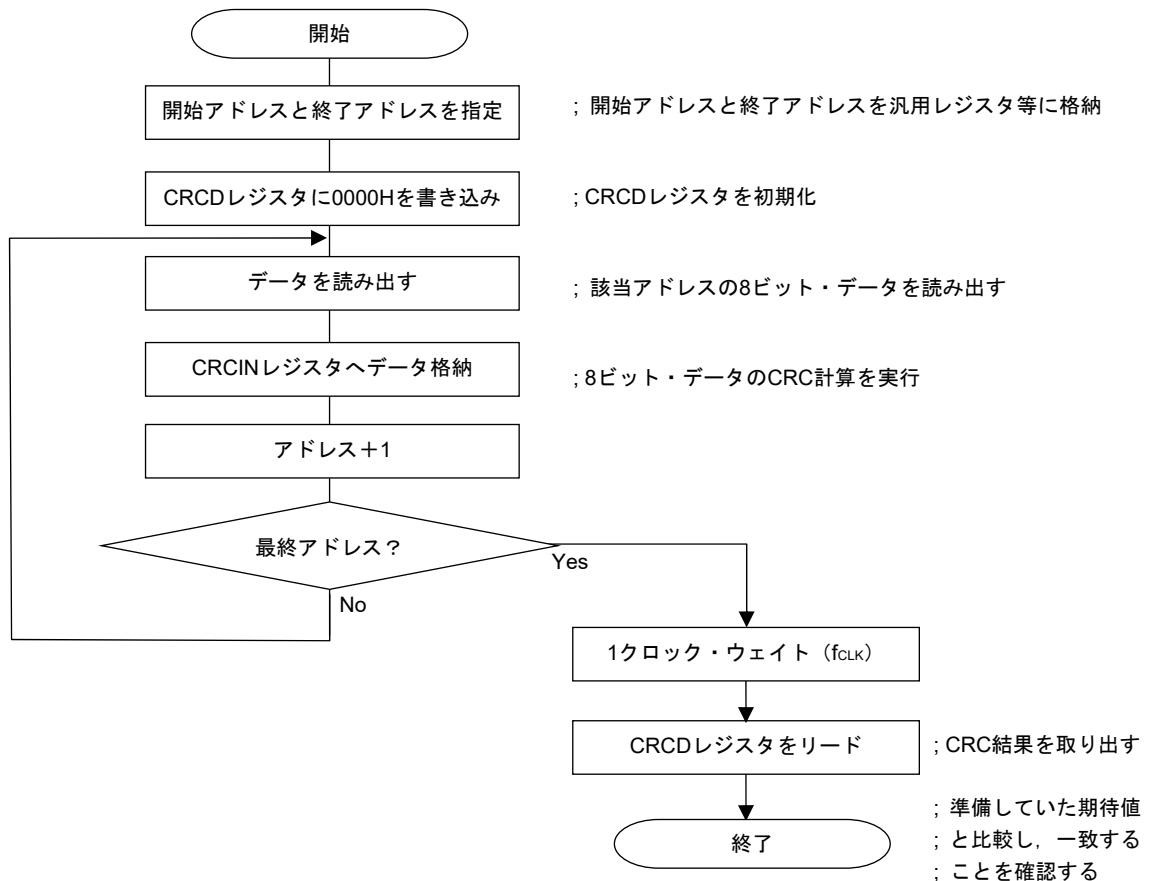 開始
開始アドレスと終了アドレスを指定
; 開始アドレスと終了アドレスを汎用レジスタ等に格納
CRCDレジスタに0000Hを書き込み
; CRCDレジスタを初期化
データを読み出す
; 該当アドレスの8ビット・データを読み出す
CRCINレジスタへデータ格納
; 8ビット・データのCRC計算を実行
アドレス＋1
最終アドレス？
Yes
No
1クロック・ウェイト（fCLK）
CRCDレジスタをリード
; CRC結果を取り出す
終了
; 準備していた期待値
; と比較し，一致する
; ことを確認する